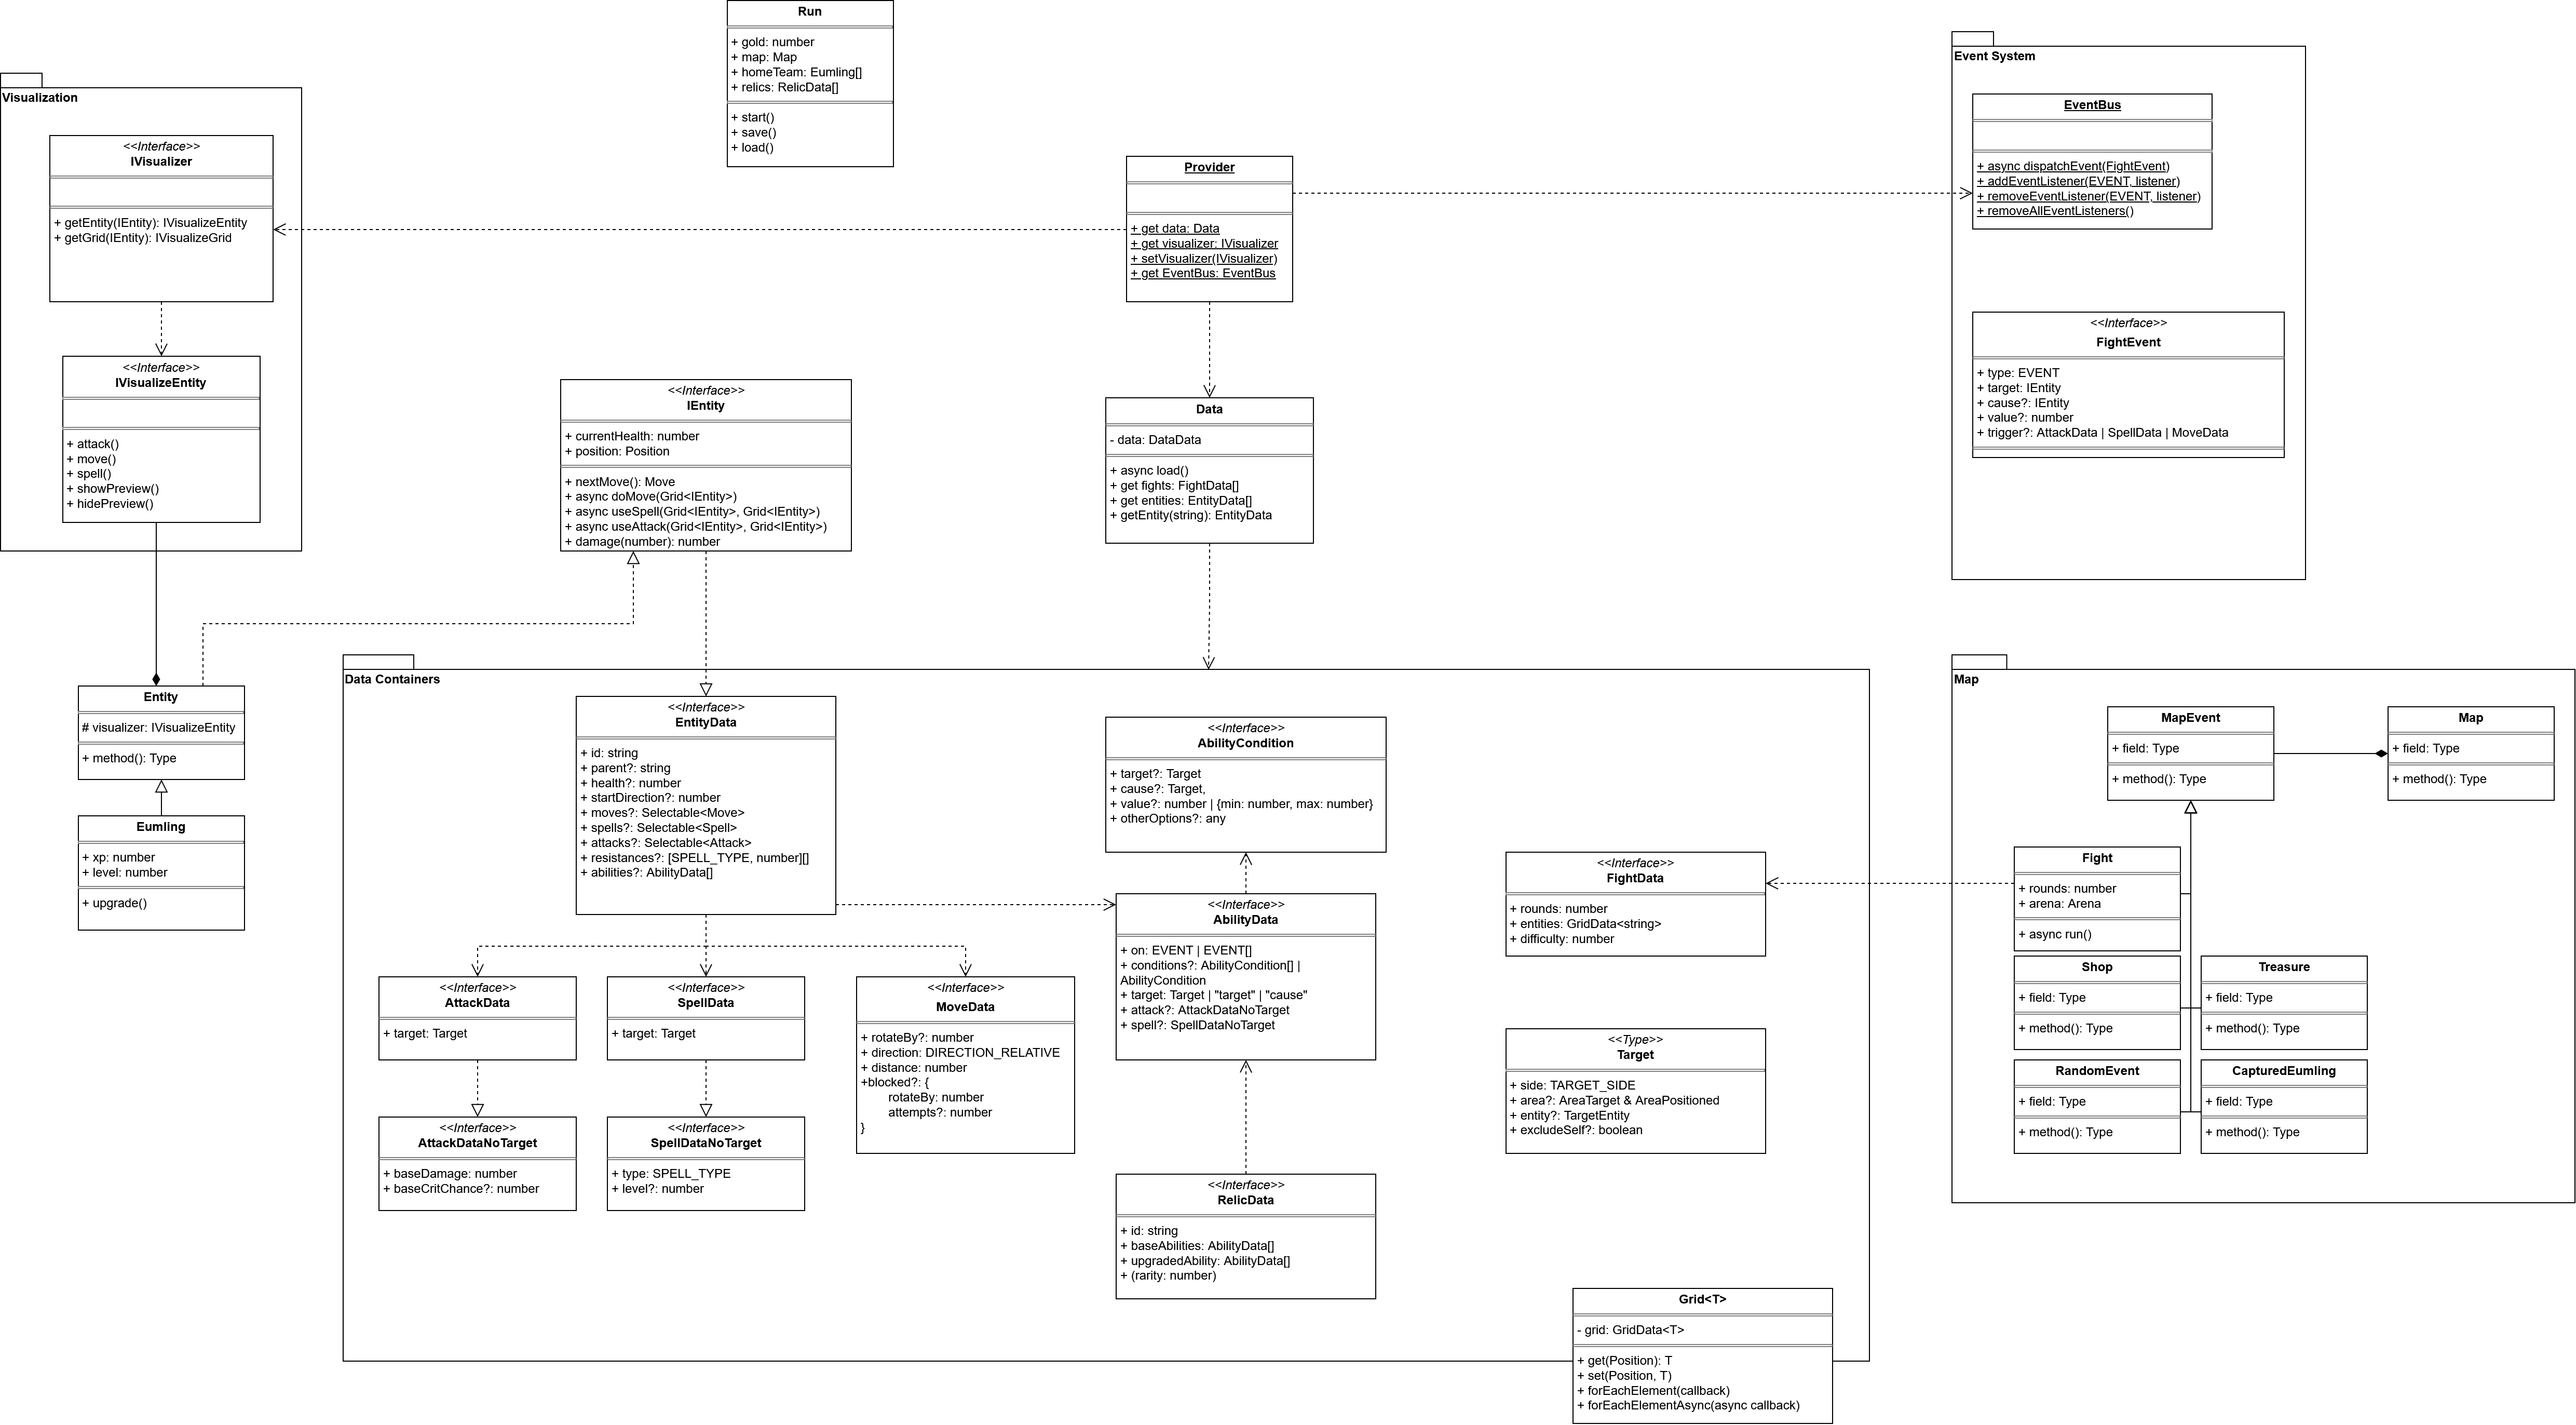 Run
+ gold: number
+ map: Map
+ homeTeam: Eumling[]
+ relics: RelicData[]
+ start()
+ save()
+ load()
Visualization
<<Interface>>
IVisualizer
+ getEntity(IEntity): IVisualizeEntity
+ getGrid(IEntity): IVisualizeGrid
<<Interface>>
IVisualizeEntity
+ attack()
+ move()
+ spell()
+ showPreview()
+ hidePreview()
Provider
+ get data: Data
+ get visualizer: IVisualizer
+ setVisualizer(IVisualizer)
+ get EventBus: EventBus
Event System
EventBus
+ async dispatchEvent(FightEvent)
+ addEventListener(EVENT, listener)
+ removeEventListener(EVENT, listener)
+ removeAllEventListeners()
<<Interface>>
FightEvent
+ type: EVENT
+ target: IEntity
+ cause?: IEntity
+ value?: number
+ trigger?: AttackData | SpellData | MoveData
<<Interface>>
IEntity
+ currentHealth: number
+ position: Position
+ nextMove(): Move
+ async doMove(Grid<IEntity>)
+ async useSpell(Grid<IEntity>, Grid<IEntity>)
+ async useAttack(Grid<IEntity>, Grid<IEntity>)
+ damage(number): number
Data
- data: DataData
+ async load()
+ get fights: FightData[]
+ get entities: EntityData[]
+ getEntity(string): EntityData
Entity
# visualizer: IVisualizeEntity
+ method(): Type
Eumling
+ xp: number
+ level: number
+ upgrade()
Data Containers
<<Interface>>
EntityData
+ id: string
+ parent?: string
+ health?: number
+ startDirection?: number
+ moves?: Selectable<Move>
+ spells?: Selectable<Spell>
+ attacks?: Selectable<Attack>
+ resistances?: [SPELL_TYPE, number][]
+ abilities?: AbilityData[]
<<Interface>>
AttackData
+ target: Target
<<Interface>>
SpellData
+ target: Target
<<Interface>>
MoveData
+ rotateBy?: number
+ direction: DIRECTION_RELATIVE
+ distance: number
+blocked?: {
rotateBy: number
attempts?: number
}
<<Interface>>
AttackDataNoTarget
+ baseDamage: number
+ baseCritChance?: number
<<Interface>>
SpellDataNoTarget
+ type: SPELL_TYPE
+ level?: number
<<Interface>>
AbilityCondition
+ target?: Target
+ cause?: Target,
+ value?: number | {min: number, max: number}
+ otherOptions?: any
<<Interface>>
AbilityData
+ on: EVENT | EVENT[]
+ conditions?: AbilityCondition[] |
AbilityCondition
+ target: Target | "target" | "cause"
+ attack?: AttackDataNoTarget
+ spell?: SpellDataNoTarget
<<Interface>>
RelicData
+ id: string
+ baseAbilities: AbilityData[]
+ upgradedAbility: AbilityData[]
+ (rarity: number)
<<Interface>>
FightData
+ rounds: number
+ entities: GridData<string>
+ difficulty: number
<<Type>>
Target
+ side: TARGET_SIDE
+ area?: AreaTarget & AreaPositioned
+ entity?: TargetEntity
+ excludeSelf?: boolean
Grid<T>
- grid: GridData<T>
+ get(Position): T
+ set(Position, T)
+ forEachElement(callback)
+ forEachElementAsync(async callback)
Map
MapEvent
+ field: Type
+ method(): Type
Map
+ field: Type
+ method(): Type
Fight
+ rounds: number
+ arena: Arena
+ async run()
Shop
+ field: Type
+ method(): Type
Treasure
+ field: Type
+ method(): Type
RandomEvent
+ field: Type
+ method(): Type
CapturedEumling
+ field: Type
+ method(): Type